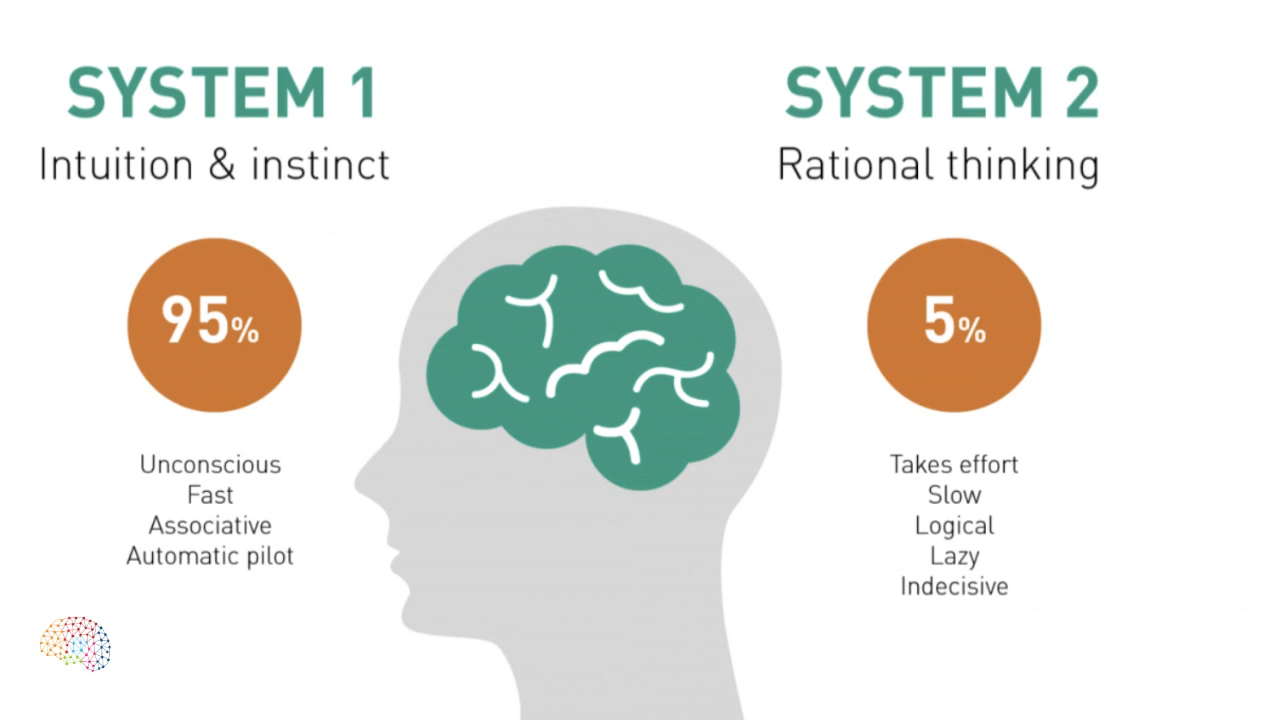 SYSTEM 1
Intuition & instinct
95%
Unconscious
Fast
Associative
Automatic pilot
SYSTEM 2
Rational thinking
5%
Takes effort
Slow
Logical
Lazy
Indecisive